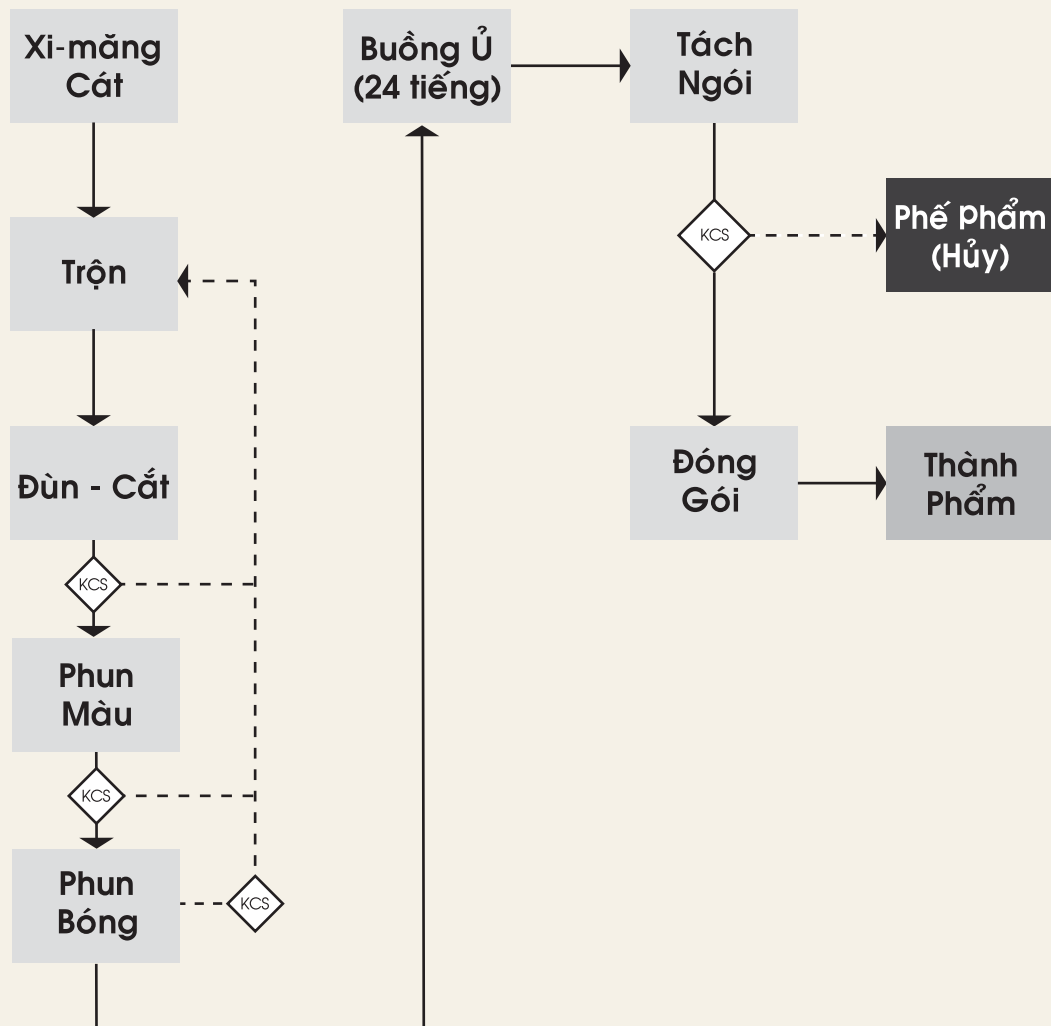 Xi-măng
Cát
Trộn
Đùn - Cắt
KCS
Phun
Màu
KCS
Phun
Bóng
KCS
Buồng Ủ
(24 tiếng)
Tách
Ngói
KCS
Phế phẩm
(Hủy)
Đóng
Gói
Thành
Phẩm